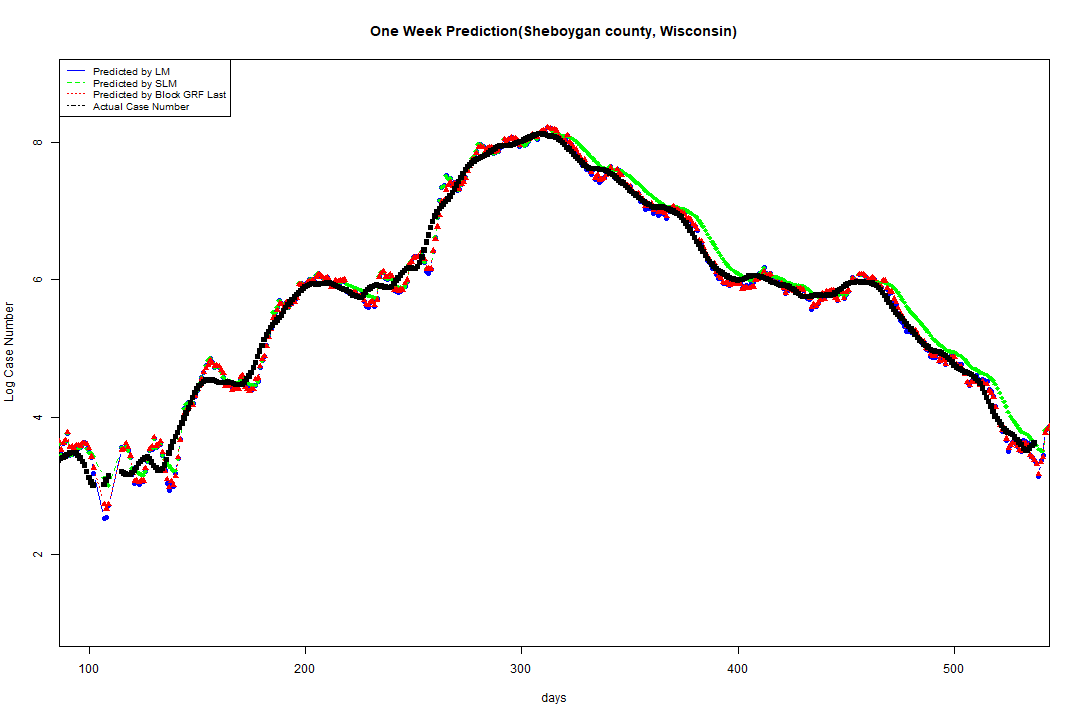 One Week Prediction(Sheboygan county, Wisconsin)
Predicted by LM
Predicted by SLM
Predicted by Block GRF Last
Actual Case Number
8
6
4
2
Log Case Number
100 200 300 400 500
days